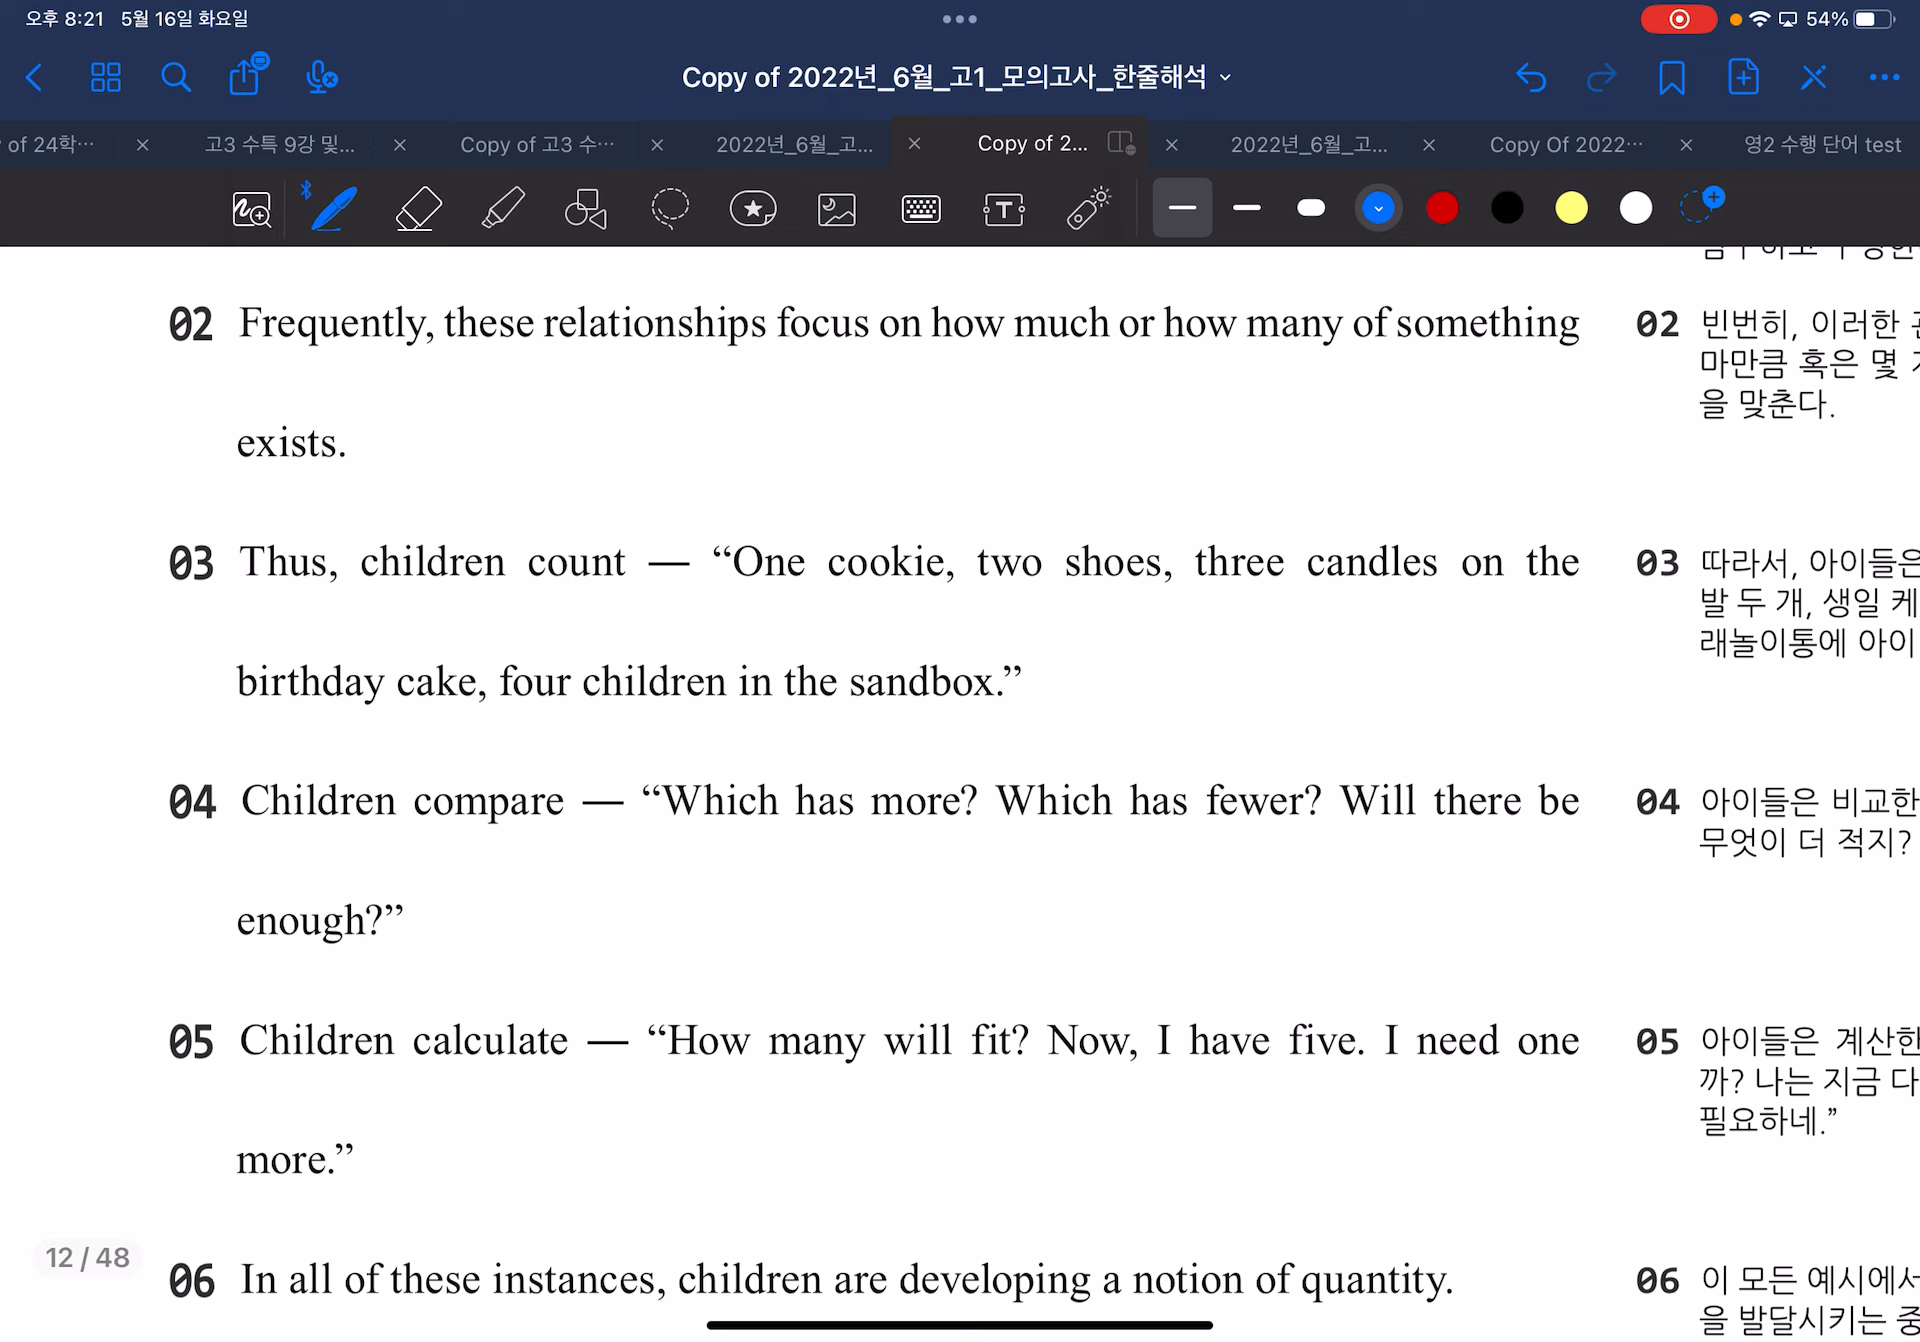 오후 8:21 5월 16일 화요일
54%
Copy of 2022년_6월_고1_모의고사_한줄해석
of 24학…
고3 수특 9강 및...
Copy of 고3 수…
2022년_6월_고...
Copy of 2...
2022년_6월_고...
Copy Of 2022…
영2 수행 단어 test
02 Frequently, these relationships focus on how much or how many of something
exists.
02 빈번히, 이러한
마만큼 혹은 몇
을 맞춘다.
03 Thus, children count — “One cookie, two shoes, three candles on the
birthday cake, four children in the sandbox.”
03 따라서, 아이들은
발 두 개, 생일 케
래놀이통에 아이
04 Children compare — “Which has more? Which has fewer? Will there be
enough?”
04 아이들은 비교한
무엇이 더 적지?
05 Children calculate — “How many will fit? Now, I have five. I need one
more.”
05 아이들은 계산한
까? 나는 지금 다
필요하네.”
06 In all of these instances, children are developing a notion of quantity.
06 이 모든 예시에서
을 발달시키는 중
12 / 48